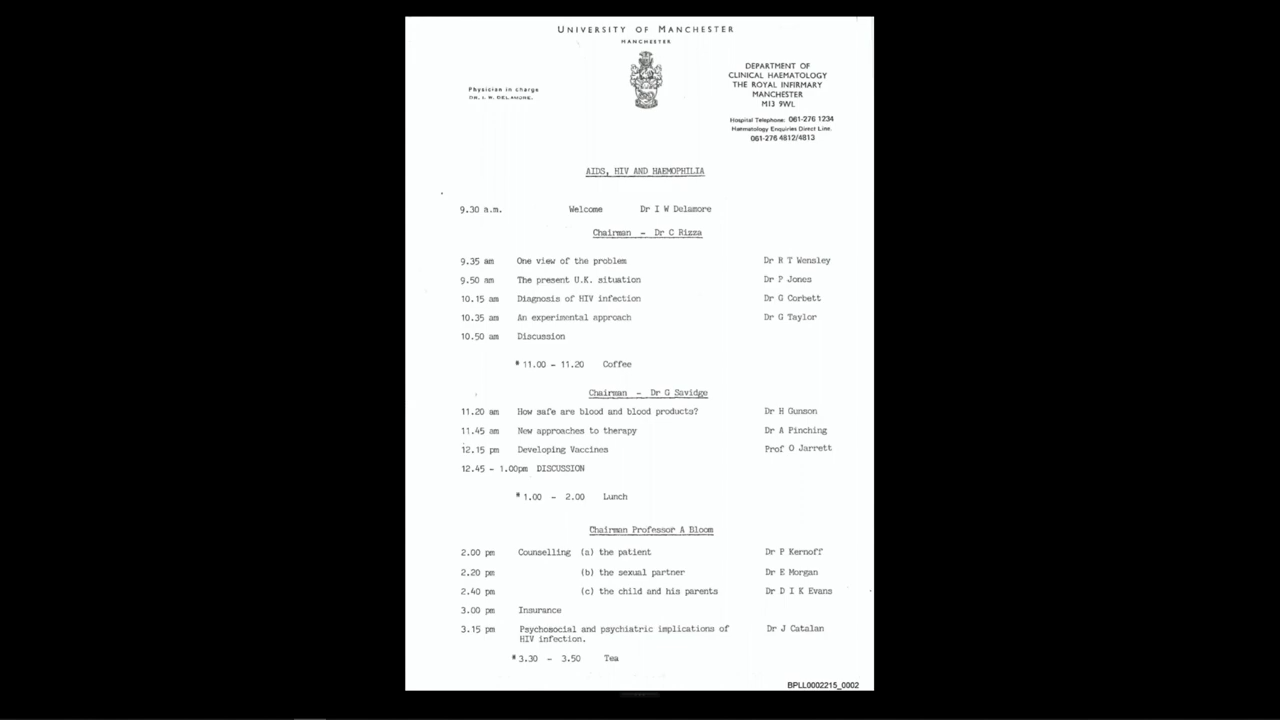 UNIVERSITY OF MANCHESTER
MANCHESTER
Physician in charge
DR. I. W. DELAMORE.
DEPARTMENT OF
CLINICAL HAEMATOLOGY
THE ROYAL INFIRMARY
MANCHESTER
M13 9WL
Hospital Telephone: 061-276 1234
Haematology Enquiries Direct Line.
061-276 4812/4813
AIDS, HIV AND HAEMOPHILIA
9.30 a.m. Welcome Dr I W Delamore
Chairman - Dr C Rizza
9.35 am One view of the problem Dr R T Wensley
9.50 am The present U.K. situation Dr P Jones
10.15 am Diagnosis of HIV infection Dr G Corbett
10.35 am An experimental approach Dr G Taylor
10.50 am Discussion
* 11.00 - 11.20 Coffee
Chairman - Dr G Savidge
11.20 am How safe are blood and blood products? Dr H Gunson
11.45 am New approaches to therapy Dr A Pinching
12.15 pm Developing Vaccines Prof O Jarrett
12.45 - 1.00pm DISCUSSION
* 1.00 - 2.00 Lunch
Chairman Professor A Bloom
2.00 pm Counselling (a) the patient Dr P Kernoff
2.20 pm (b) the sexual partner Dr E Morgan
2.40 pm (c) the child and his parents Dr D I K Evans
3.00 pm Insurance
3.15 pm Psychosocial and psychiatric implications of Dr J Catalan
HIV infection.
* 3.30 - 3.50 Tea
BPLL0002215_0002